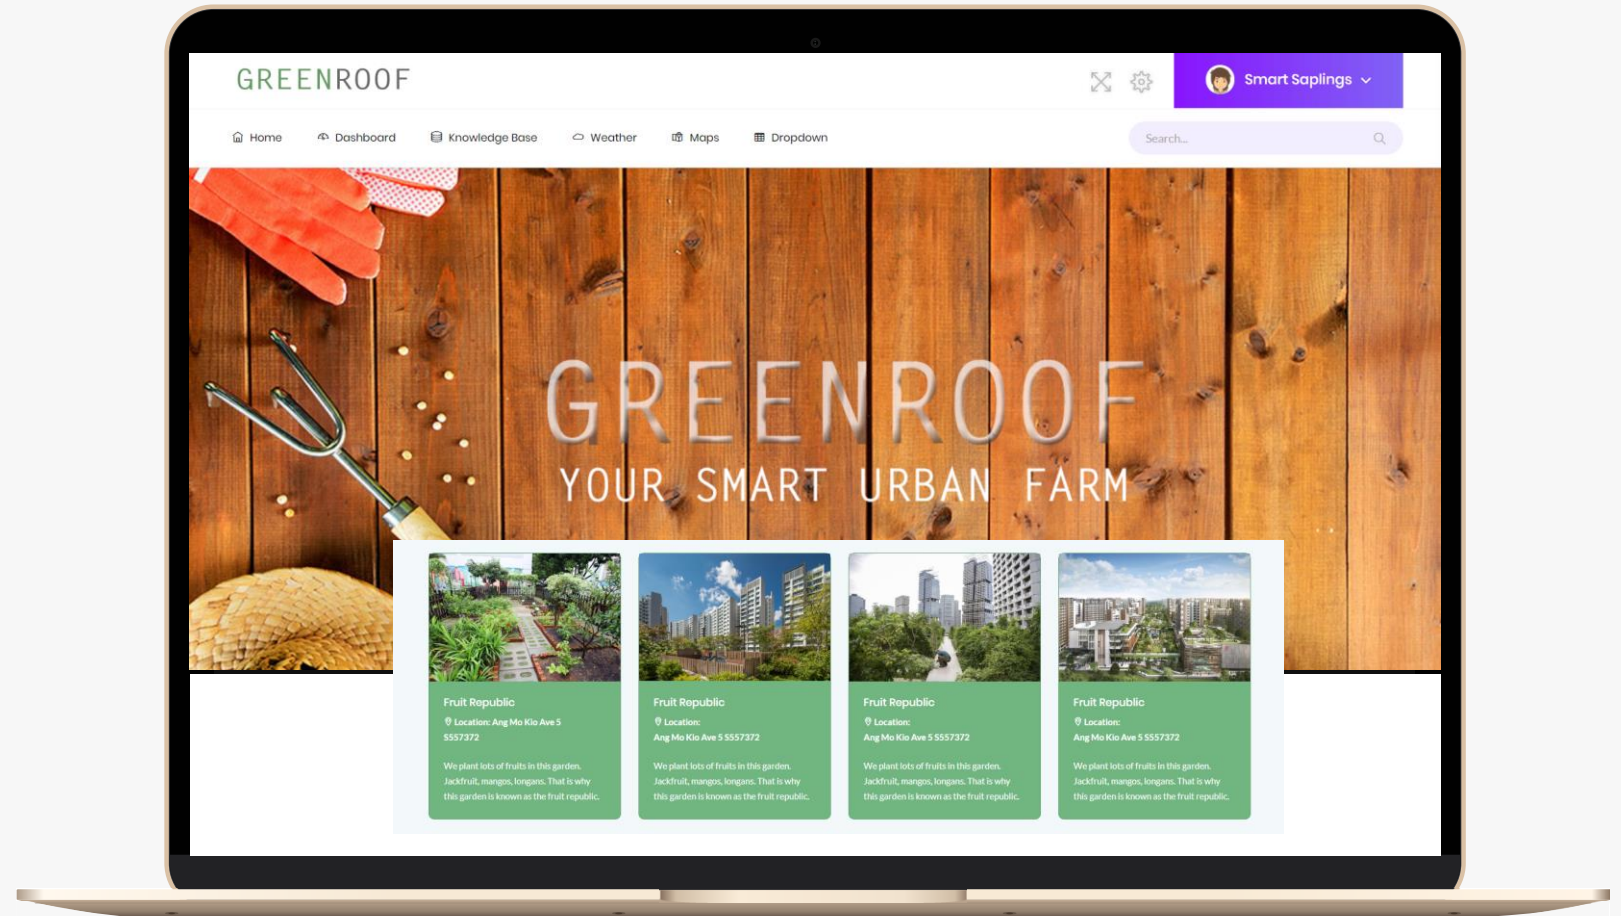 GREENROOF
Smart Saplings
Home Dashboard Knowledge Base Weather Maps Dropdown
Search...
GREENROOF
YOUR SMART URBAN FARM
Fruit Republic
Location: Ang Mo Kio Ave 5
S557372
We plant lots of fruits in this garden.
Jackfruit, mangos, longans. That is why
this garden is known as the fruit republic.
Fruit Republic
Location:
Ang Mo Kio Ave 5 S557372
We plant lots of fruits in this garden.
Jackfruit, mangos, longans. That is why
this garden is known as the fruit republic.
Fruit Republic
Location:
Ang Mo Kio Ave 5 S557372
We plant lots of fruits in this garden.
Jackfruit, mangos, longans. That is why
this garden is known as the fruit republic.
Fruit Republic
Location:
Ang Mo Kio Ave 5 S557372
We plant lots of fruits in this garden.
Jackfruit, mangos, longans. That is why
this garden is known as the fruit republic.